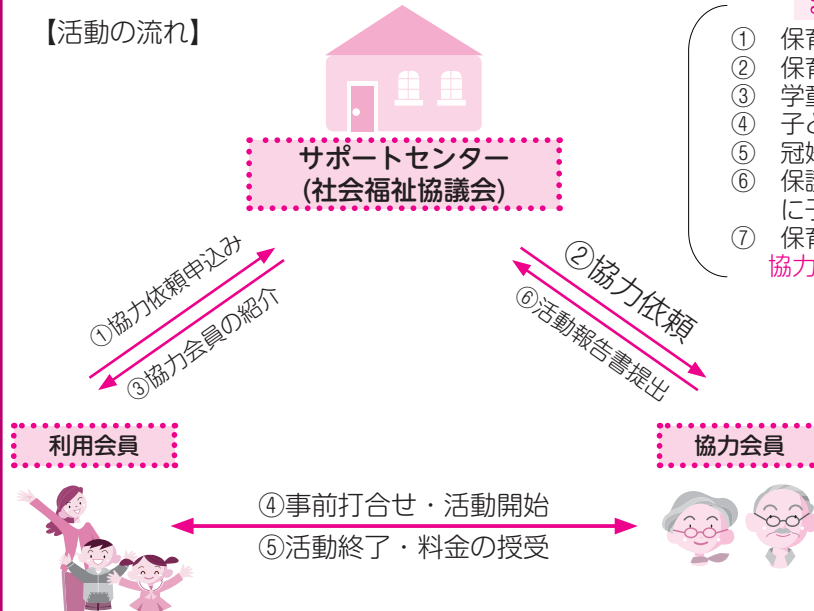 【活動の流れ】
サポートセンター
(社会福祉協議会)
① 保育
② 保育
③ 学童
④ 子ど
⑤ 冠婚
⑥ 保護
に子
⑦ 保育
協力
①協力依頼申込み
③協力会員の紹介
②協力依頼
⑥活動報告書提出
利用会員
協力会員
④事前打合せ・活動開始
⑤活動終了・料金の授受